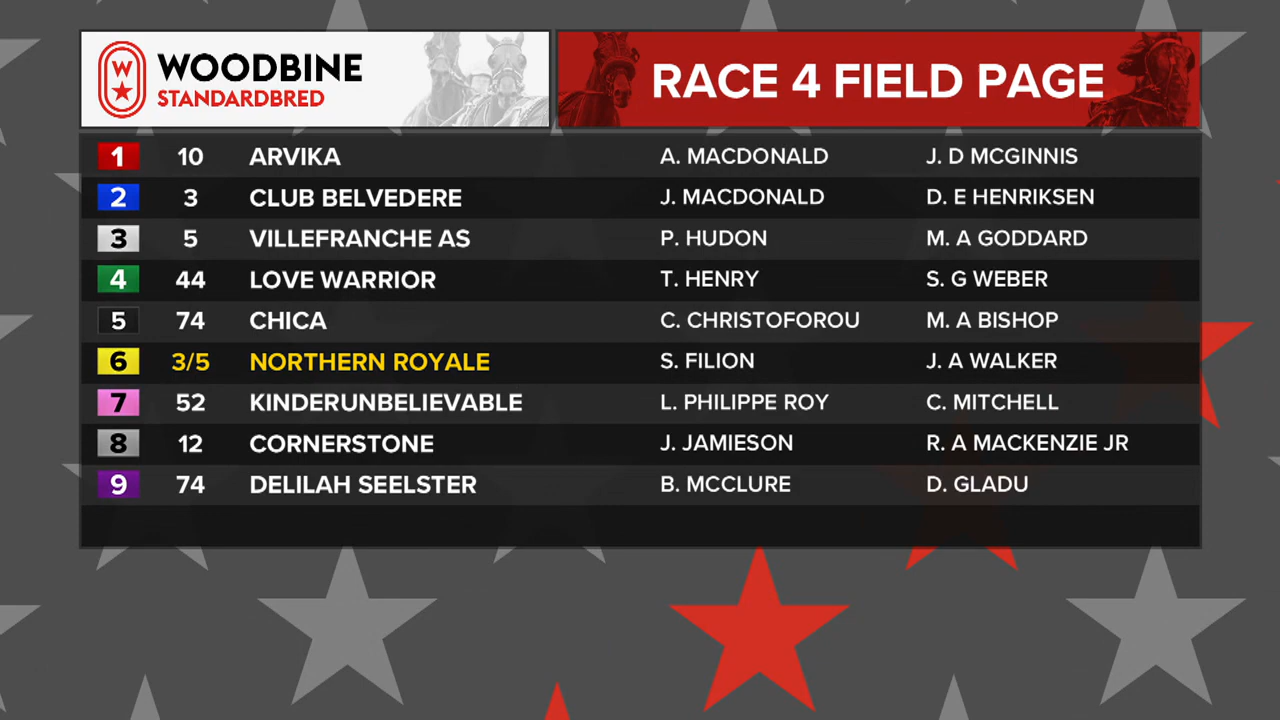 W
WOODBINE
STANDARDBRED
RACE 4 FIELD PAGE
1 10 ARVIKA A. MACDONALD J. D MCGINNIS
2 3 CLUB BELVEDERE J. MACDONALD D. E HENRIKSEN
3 5 VILLEFRANCHE AS P. HUDON M. A GODDARD
4 44 LOVE WARRIOR T. HENRY S. G WEBER
5 74 CHICA C. CHRISTOFOROU M. A BISHOP
6 3/5 NORTHERN ROYALE S. FILION J. A WALKER
7 52 KINDERUNBELIEVABLE L. PHILIPPE ROY C. MITCHELL
8 12 CORNERSTONE J. JAMIESON R. A MACKENZIE JR
9 74 DELILAH SEELSTER B. MCCLURE D. GLADU